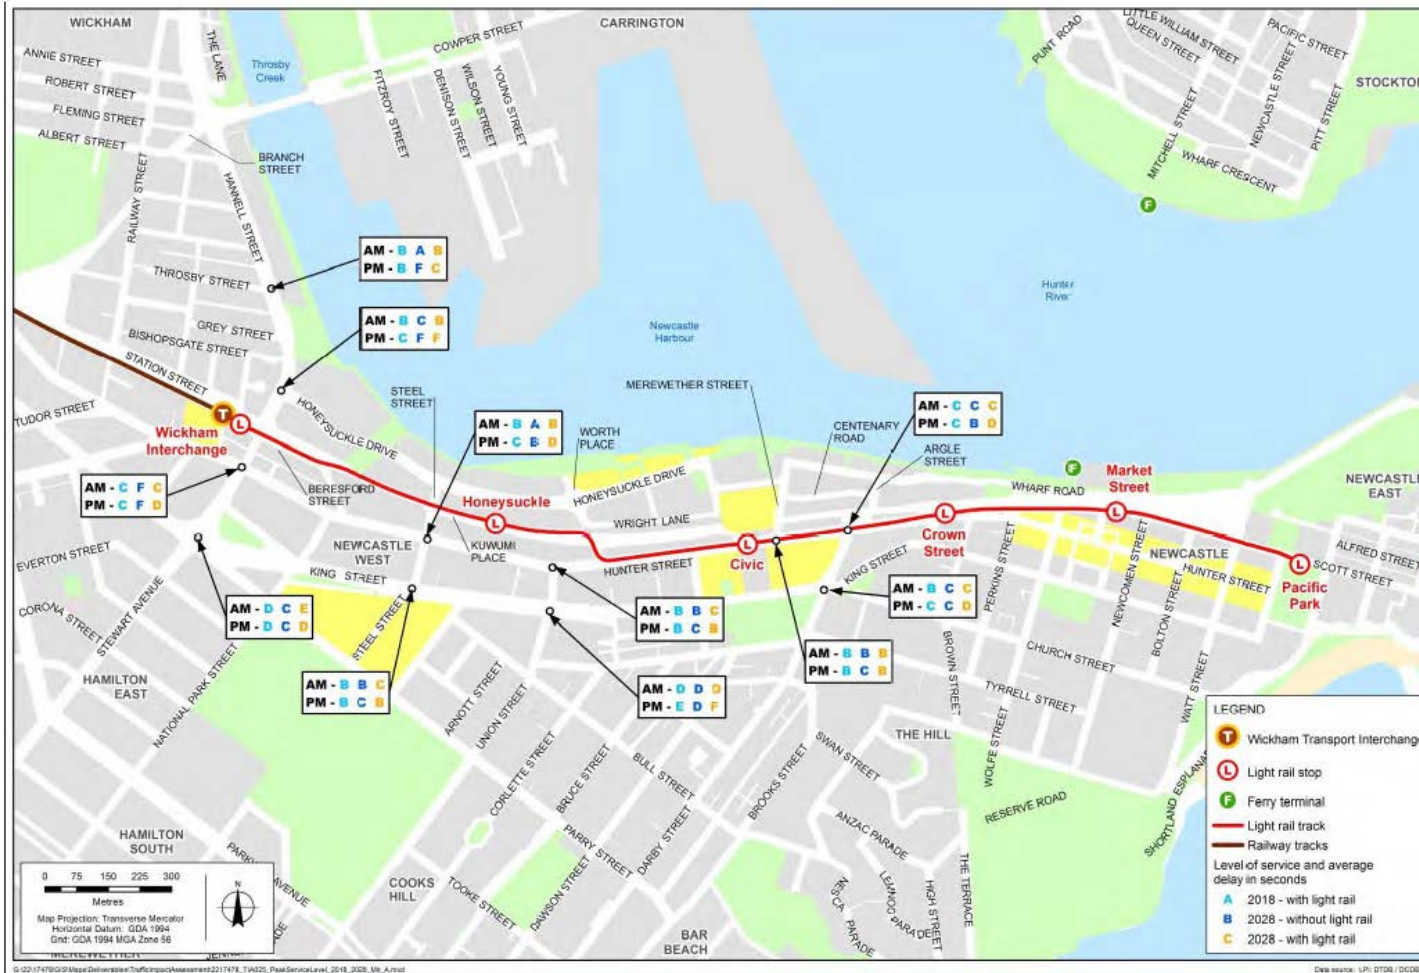 WICKHAM
CARRINGTON
STOCKTON
ANNIE STREET
ROBERT STREET
FLEMING STREET
ALBERT STREET
THE LANE
Throsby
Creek
COWPER STREET
FITZROY STREET
DENISON STREET
WILSON STREET
YOUNG STREET
PUNT ROAD
LITTLE WILLIAM STREET
QUEEN STREET
PACIFIC STREET
NEWCASTLE STREET
PITT STREET
MITCHELL STREET
WHARF CRESCENT
F
BRANCH
STREET
RAILWAY STREET
HANNELL STREET
THROSBY STREET
GREY STREET
BISHOPSGATE STREET
STATION STREET
TUDOR STREET
AM - B A B
PM - B F C
AM - B C B
PM - C F F
Newcastle
Harbour
Hunter
River
T
L
Wickham
Interchange
HONEYSUCKLE DRIVE
STEEL
STREET
BERESFORD
STREET
AM - B A B
PM - C B D
WORTH
PLACE
HONEYSUCKLE DRIVE
MEREWETHER STREET
CENTENARY
ROAD
AM - C C C
PM - C B D
ARGLE
STREET
F
WHARF ROAD
Market
Street
L
NEWCASTLE
EAST
AM - C F C
PM - C F D
Honeysuckle
L
WRIGHT LANE
L
Civic
L
Crown
Street
NEWCASTLE
WEST
KUWUMI
PLACE
HUNTER STREET
KING STREET
KING STREET
PERKINS STREET
NEWCOMEN STREET
BOLTON STREET
NEWCASTLE
HUNTER STREET
L
Pacific
Park
ALFRED STREET
SCOTT STREET
EVERTON STREET
CORONA STREET
STEWART AVENUE
AM - D C E
PM - D C D
STEEL STREET
AM - B B C
PM - B C B
AM - B B C
PM - B C B
AM - D D D
PM - E D F
AM - B B B
PM - B C B
AM - B C C
PM - C C D
HAMILTON
EAST
NATIONAL PARK STREET
ARNOTT STREET
UNION STREET
CORLETTE STREET
BRUCE STREET
BULL STREET
PARRY STREET
DARBY STREET
BROOKS STREET
DAWSON STREET
TOOKE STREET
BROWN STREET
CHURCH STREET
TYRRELL STREET
WATT STREET
WOLFE STREET
THE HILL
SWAN STREET
RESERVE ROAD
ANZAC PARADE
HIGH STREET
THE TERRACE
HAMILTON
SOUTH
COOKS
HILL
BAR
BEACH
MEREWETHER
LEGEND
T Wickham Transport Interchange
L Light rail stop
F Ferry terminal
Light rail track
Railway tracks
Level of service and average
delay in seconds
A 2018 - with light rail
B 2028 - without light rail
C 2028 - with light rail
0 75 150 225 300
Metres
N
Map Projection: Transverse Mercator
Horizontal Datum: GDA 1994
Grid: GDA 1994 MGA Zone 56